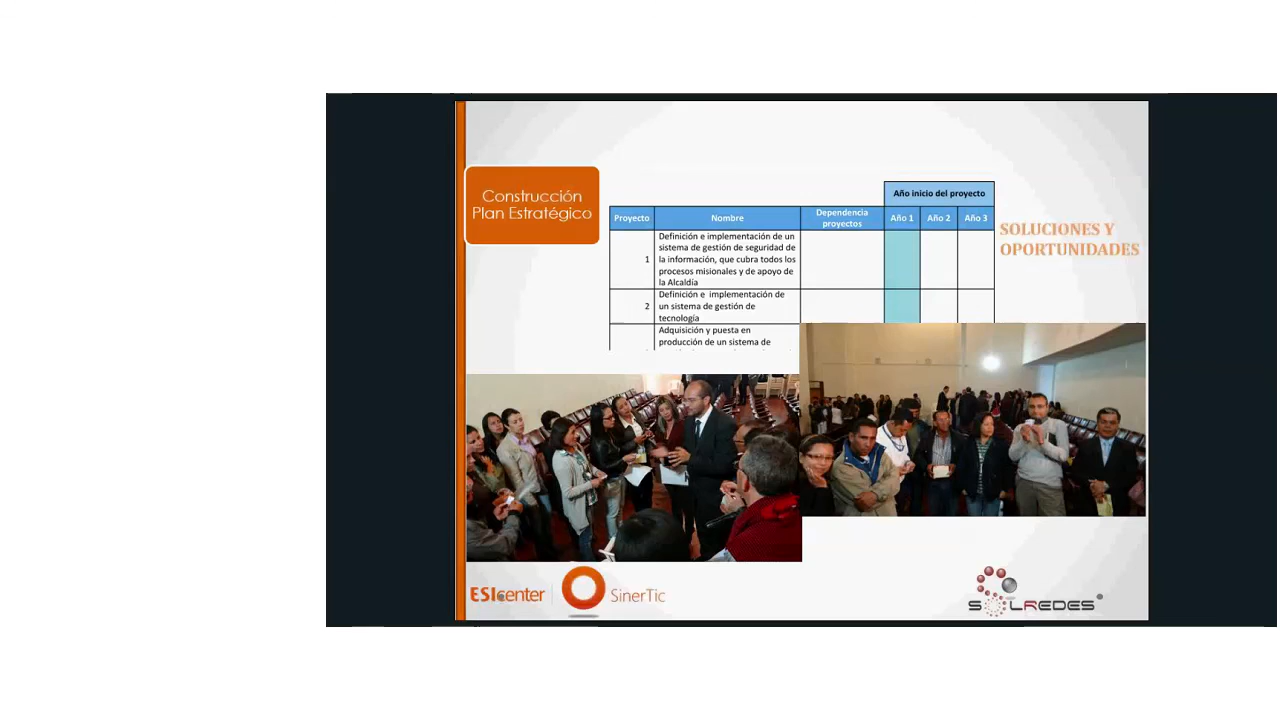 Construcción
Plan Estratégico
Año inicio del proyecto
Proyecto Nombre Dependencia proyectos Año 1 Año 2 Año 3
1 Definición e implementación de un
sistema de gestión de seguridad de
la información, que cubra todos los
procesos misionales y de apoyo de
la Alcaldía
2 Definición e implementación de
un sistema de gestión de
tecnología
Adquisición y puesta en
producción de un sistema de
SOLUCIONES Y
OPORTUNIDADES
ESIcenter
SinerTic
SOLREDES